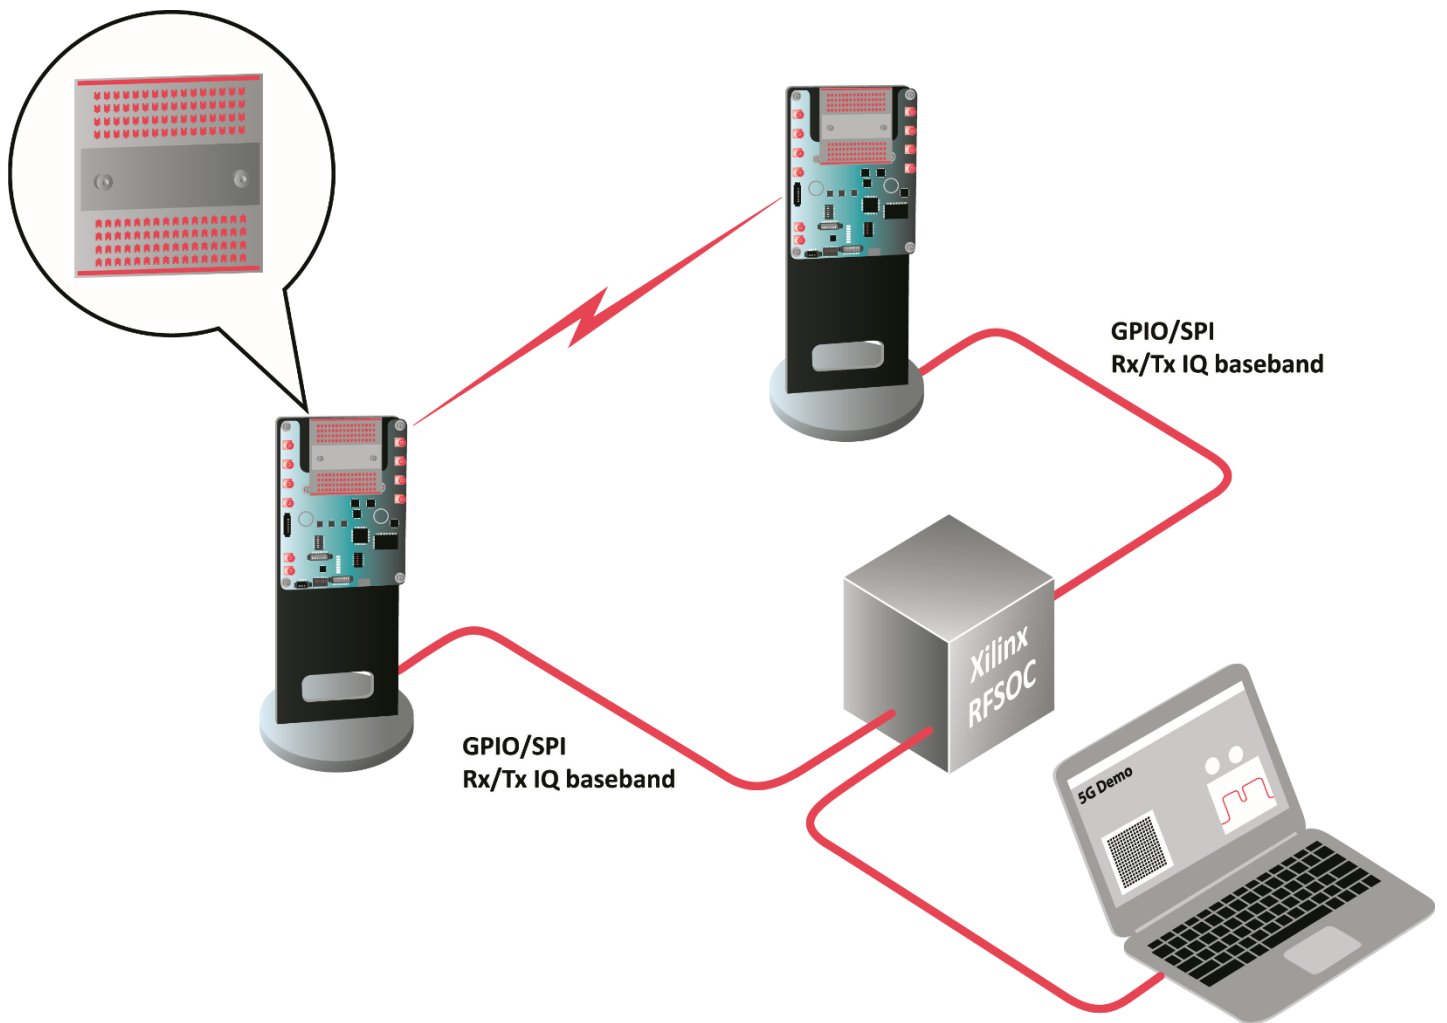 GPIO/SPI
Rx/Tx IQ baseband
Xilinx
RFSOC
GPIO/SPI
Rx/Tx IQ baseband
5G Demo